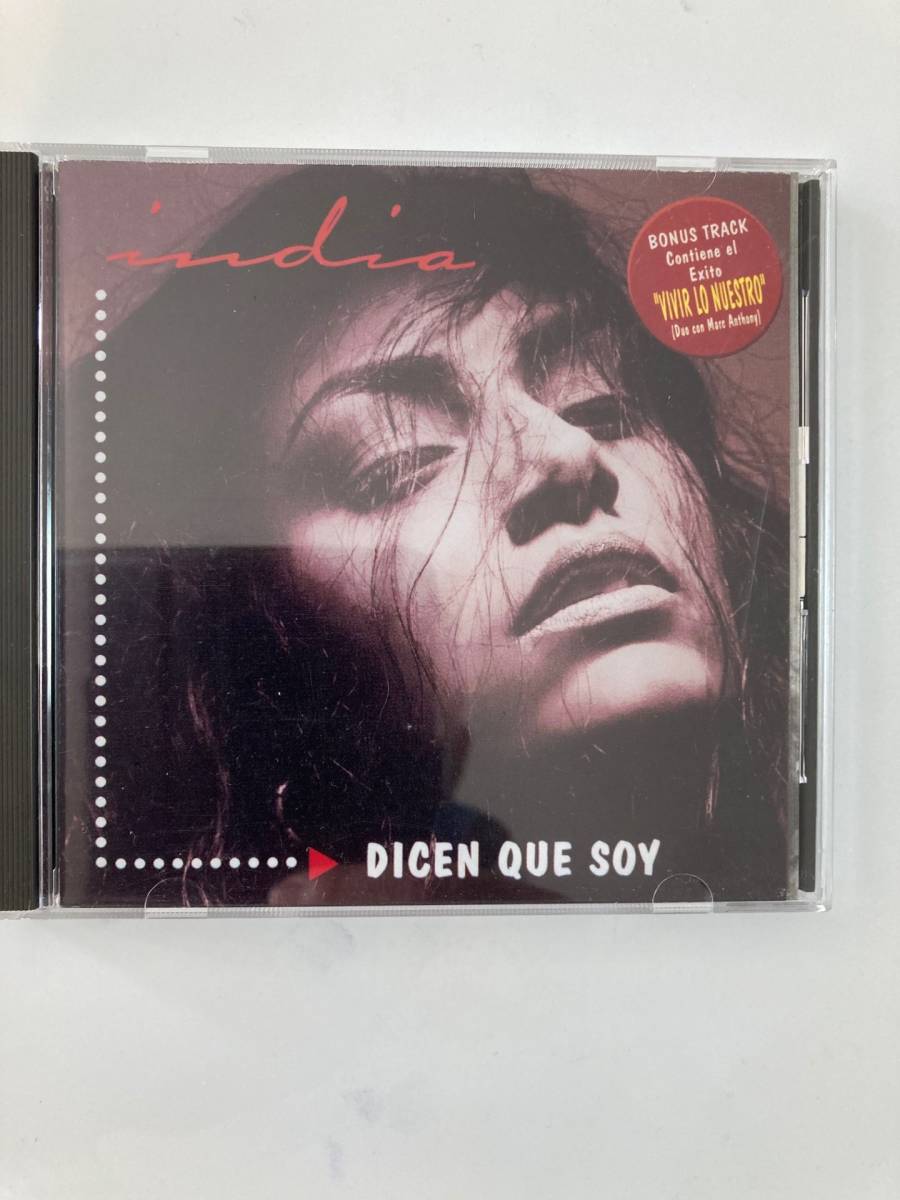 india
BONUS TRACK
Contiene el
Exito
"VIVIR LO NUESTRO"
(Duo con Marc Anthony)
DICEN QUE SOY